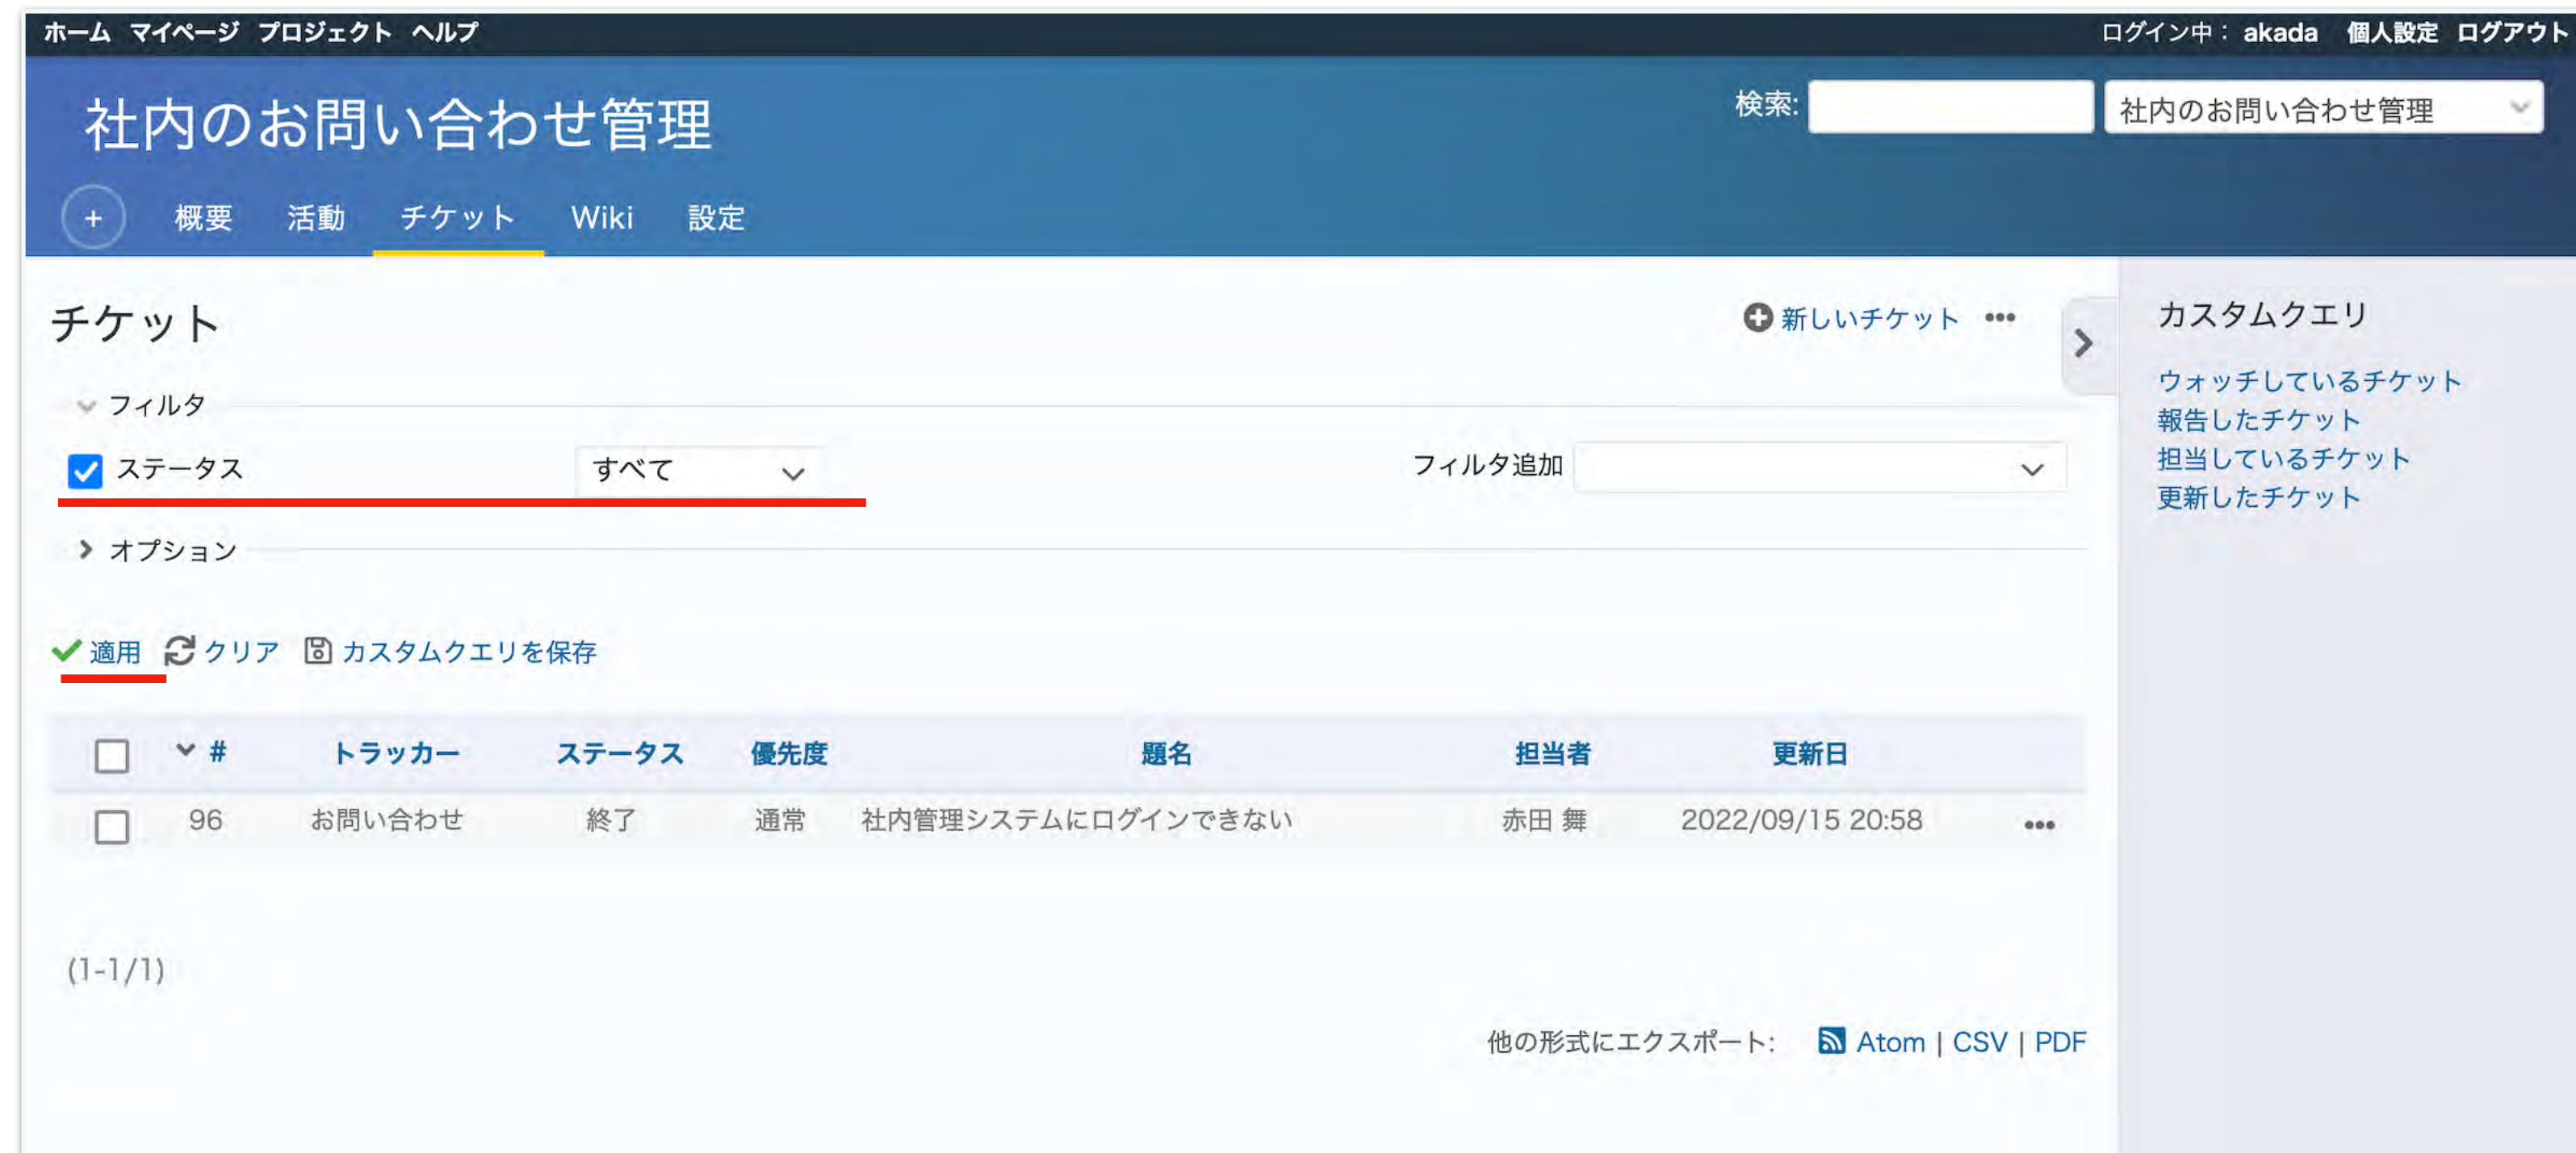 ホーム マイページ プロジェクト ヘルプ
ログイン中： akada 個人設定 ログアウト
社内のお問い合わせ管理
検索:
社内のお問い合わせ管理
+ 概要 活動 チケット Wiki 設定
チケット
新しいチケット •••
フィルタ
ステータス すべて
フィルタ追加
オプション
適用 クリア カスタムクエリを保存
# トラッカー ステータス 優先度 題名 担当者 更新日
96 お問い合わせ 終了 通常 社内管理システムにログインできない 赤田 舞 2022/09/15 20:58 •••
(1-1/1)
他の形式にエクスポート: Atom | CSV | PDF
カスタムクエリ
ウォッチしているチケット
報告したチケット
担当しているチケット
更新したチケット